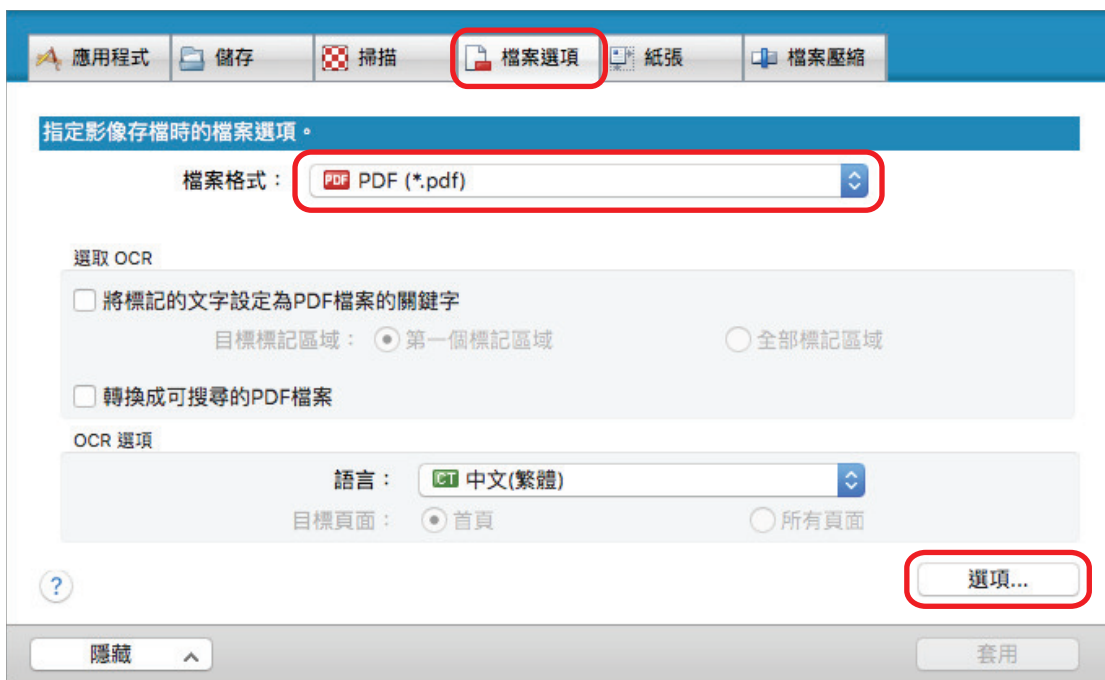 應用程式 儲存 掃描 檔案選項 紙張 檔案壓縮
指定影像存檔時的檔案選項。
檔案格式： PDF PDF (*.pdf)
選取 OCR
將標記的文字設定為PDF檔案的關鍵字
目標標記區域： 第一個標記區域 全部標記區域
轉換成可搜尋的PDF檔案
OCR 選項
語言： CT 中文(繁體)
目標頁面： 首頁 所有頁面
? 選項...
隱藏 套用